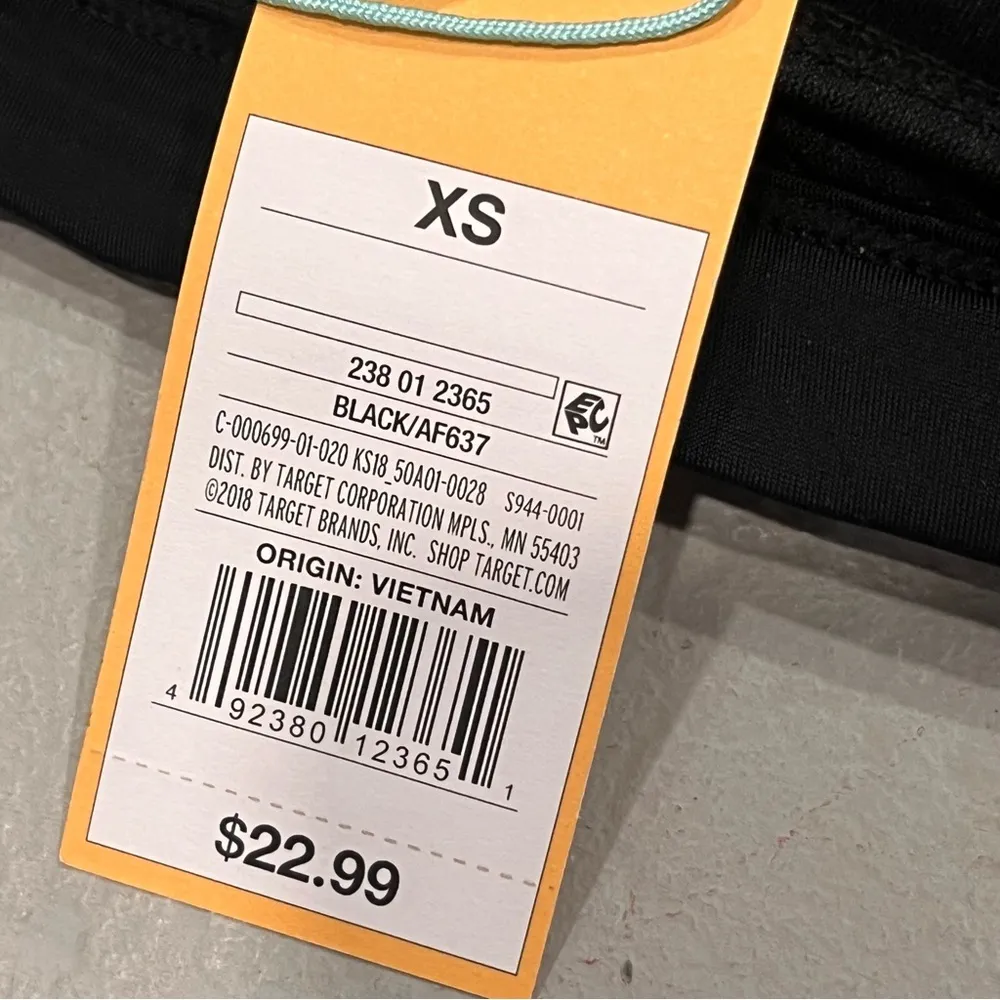 XS
238 01 2365
BLACK/AF637
EPC™
C-000699-01-020 KS18_50A01-0028 S944-0001
DIST. BY TARGET CORPORATION MPLS., MN 55403
©2018 TARGET BRANDS, INC. SHOP TARGET.COM
ORIGIN: VIETNAM
4 92380 12365 1
$22.99